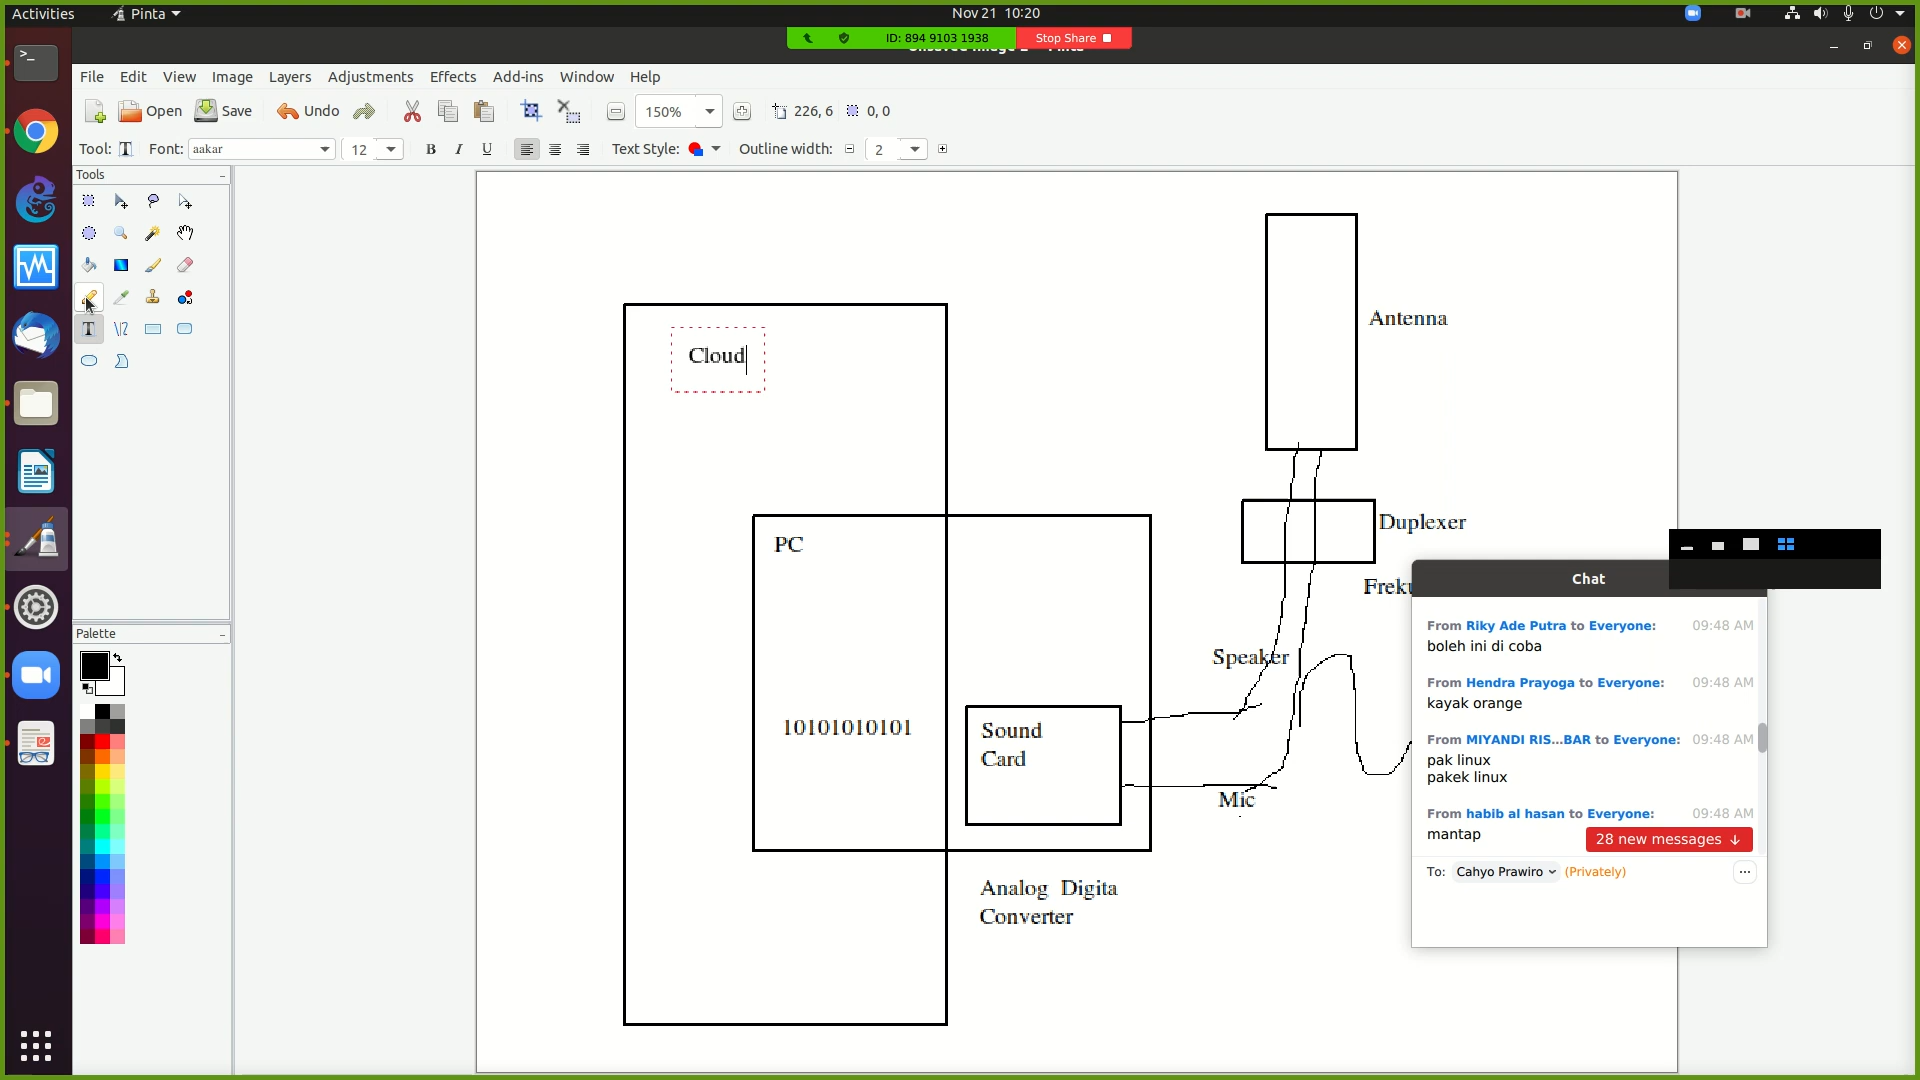 Activities
Pinta
Nov 21 10:20
ID: 894 9103 1938
Stop Share
File Edit View Image Layers Adjustments Effects Add-ins Window Help
Open Save Undo 150% 226, 6 0, 0
Tool: T Font: aakar 12 B I U Text Style: Outline width: 2
Tools
Palette
Cloud
Antenna
PC
Duplexer
Freku
Speaker
10101010101
Sound
Card
Mic
Analog Digita
Converter
Chat
From Riky Ade Putra to Everyone: 09:48 AM
boleh ini di coba
From Hendra Prayoga to Everyone: 09:48 AM
kayak orange
From MIYANDI RIS...BAR to Everyone: 09:48 AM
pak linux
pakek linux
From habib al hasan to Everyone: 09:48 AM
mantap
28 new messages ↓
To: Cahyo Prawiro (Privately)